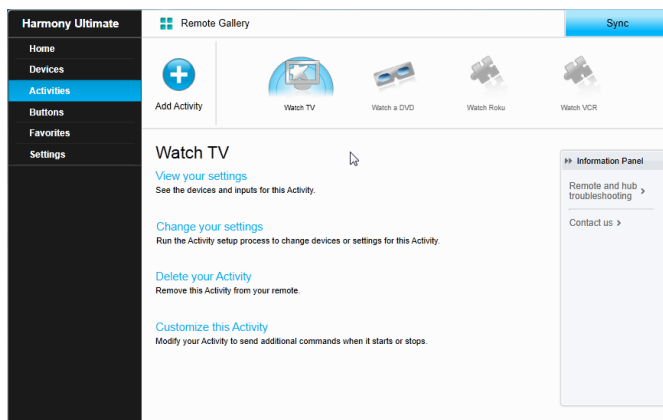 Harmony Ultimate
Remote Gallery
Sync
Home
Devices
Activities
Buttons
Favorites
Settings
Add Activity
Watch TV
Watch a DVD
Watch Roku
Watch VCR
Watch TV
View your settings
See the devices and inputs for this Activity.
Change your settings
Run the Activity setup process to change devices or settings for this Activity.
Delete your Activity
Remove this Activity from your remote.
Customize this Activity
Modify your Activity to send additional commands when it starts or stops.
Information Panel
Remote and hub
troubleshooting
Contact us